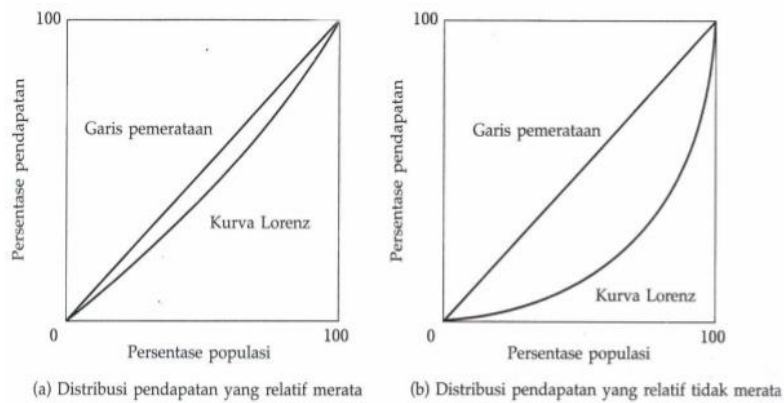 100
Persentase pendapatan
Garis pemerataan
Kurva Lorenz
0
100
Persentase populasi
(a) Distribusi pendapatan yang relatif merata
100
Persentase pendapatan
Garis pemerataan
Kurva Lorenz
0
100
Persentase populasi
(b) Distribusi pendapatan yang relatif tidak merata